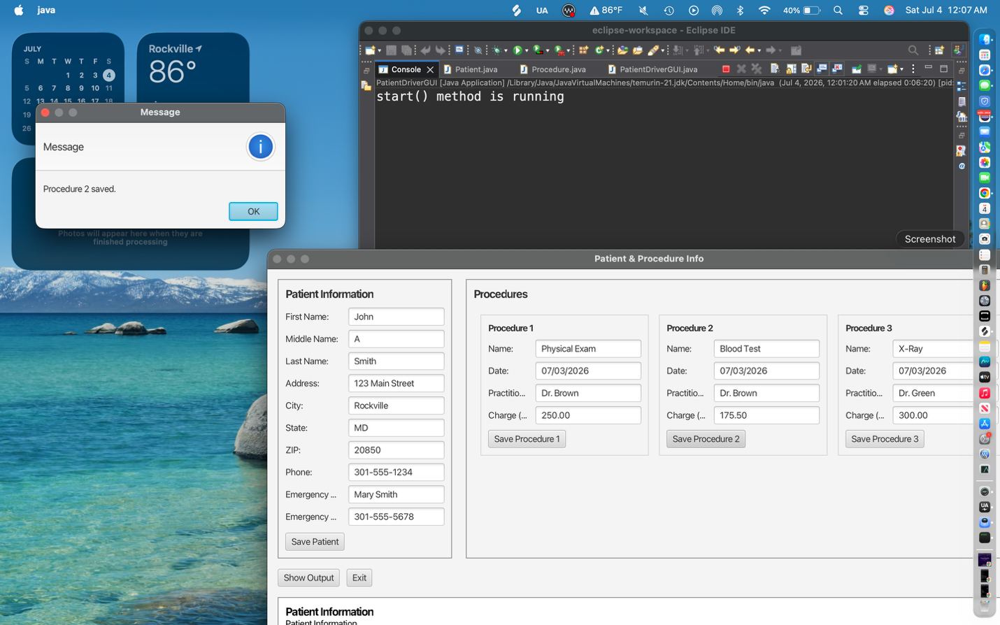 java
UA
86°F
40%
Sat Jul 4 12:07 AM
JULY
S M T W T F S
1 2 3 4
5 6 7 8 9 10 11
12 13 14 15 16 17 18
19
26
Rockville
86°
Photos will appear here when they are
finished processing
Message
Message
Procedure 2 saved.
OK
eclipse-workspace - Eclipse IDE
Console
Patient.java
Procedure.java
PatientDriverGUI.java
PatientDriverGUI [Java Application] /Library/Java/JavaVirtualMachines/temurin-21.jdk/Contents/Home/bin/java (Jul 4, 2026, 12:01:20 AM elapsed 0:06:20) [pid:
start() method is running
Screenshot
Patient & Procedure Info
Patient Information
First Name: John
Middle Name: A
Last Name: Smith
Address: 123 Main Street
City: Rockville
State: MD
ZIP: 20850
Phone: 301-555-1234
Emergency ... Mary Smith
Emergency ... 301-555-5678
Save Patient
Procedures
Procedure 1
Name: Physical Exam
Date: 07/03/2026
Practitio... Dr. Brown
Charge (... 250.00
Save Procedure 1
Procedure 2
Name: Blood Test
Date: 07/03/2026
Practitio... Dr. Brown
Charge (... 175.50
Save Procedure 2
Procedure 3
Name: X-Ray
Date: 07/03/2026
Practitio... Dr. Green
Charge (... 300.00
Save Procedure 3
Show Output
Exit
Patient Information
Patient Information
4
tv
UA